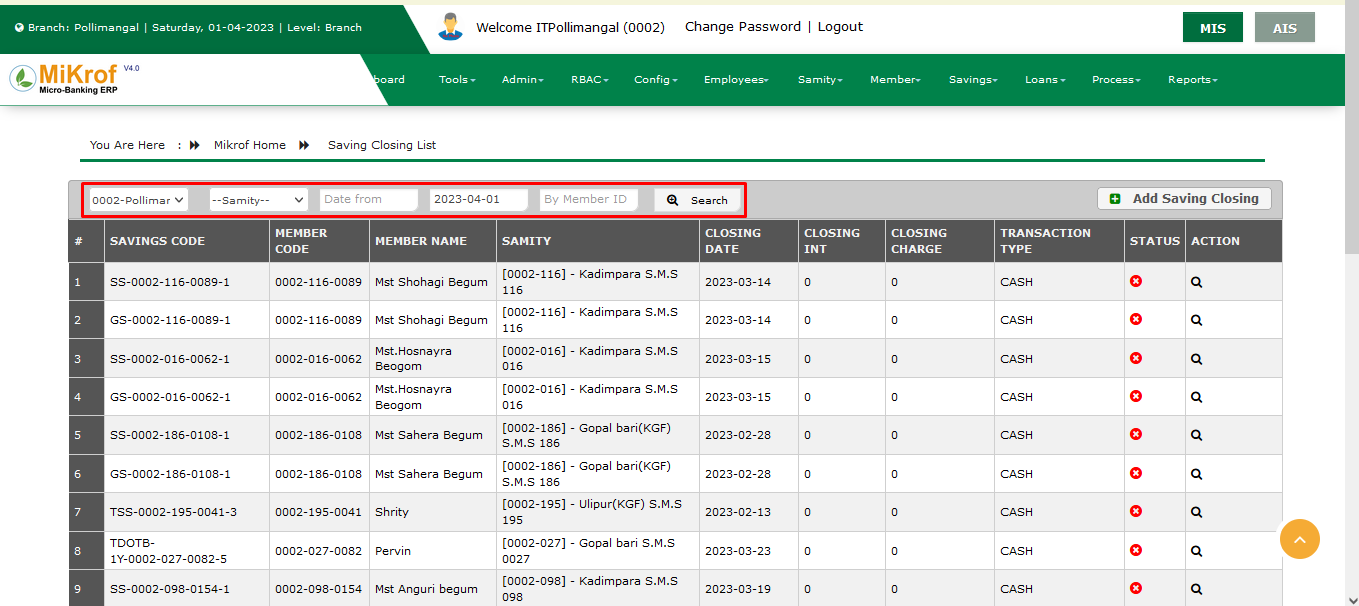 Branch: Pollimangal | Saturday, 01-04-2023 | Level: Branch
Welcome ITPollimangal (0002) Change Password | Logout
MIS AIS
MiKrof V4.0
Micro-Banking ERP
board Tools Admin RBAC Config Employees Samity Member Savings Loans Process Reports
You Are Here : Mikrof Home Saving Closing List
0002-Pollimar --Samity-- Date from 2023-04-01 By Member ID Search Add Saving Closing
# SAVINGS CODE MEMBER CODE MEMBER NAME SAMITY CLOSING DATE CLOSING INT CLOSING CHARGE TRANSACTION TYPE STATUS ACTION
1 SS-0002-116-0089-1 0002-116-0089 Mst Shohagi Begum [0002-116] - Kadimpara S.M.S 116 2023-03-14 0 0 CASH
2 GS-0002-116-0089-1 0002-116-0089 Mst Shohagi Begum [0002-116] - Kadimpara S.M.S 116 2023-03-14 0 0 CASH
3 SS-0002-016-0062-1 0002-016-0062 Mst.Hosnayra Beogom [0002-016] - Kadimpara S.M.S 016 2023-03-15 0 0 CASH
4 GS-0002-016-0062-1 0002-016-0062 Mst.Hosnayra Beogom [0002-016] - Kadimpara S.M.S 016 2023-03-15 0 0 CASH
5 SS-0002-186-0108-1 0002-186-0108 Mst Sahera Begum [0002-186] - Gopal bari(KGF) S.M.S 186 2023-02-28 0 0 CASH
6 GS-0002-186-0108-1 0002-186-0108 Mst Sahera Begum [0002-186] - Gopal bari(KGF) S.M.S 186 2023-02-28 0 0 CASH
7 TSS-0002-195-0041-3 0002-195-0041 Shrity [0002-195] - Ulipur(KGF) S.M.S 195 2023-02-13 0 0 CASH
8 TDOTB-1Y-0002-027-0082-5 0002-027-0082 Pervin [0002-027] - Gopal bari S.M.S 0027 2023-03-23 0 0 CASH
9 SS-0002-098-0154-1 0002-098-0154 Mst Anguri begum [0002-098] - Kadimpara S.M.S 098 2023-03-19 0 0 CASH